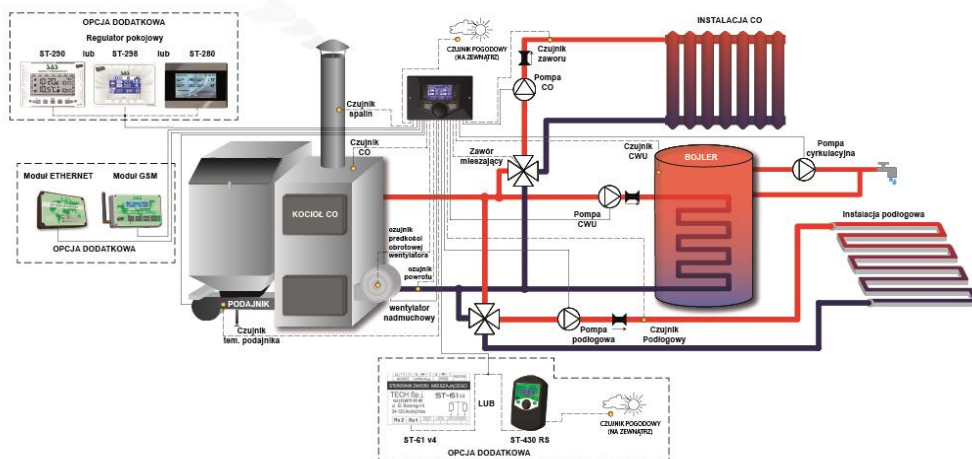 OPCJA DODATKOWA
Regulator pokojowy
ST-290 lub ST-298 lub ST-280
CZUJNIK POGODOWY
(NA ZEWNĄTRZ)
INSTALACJA CO
Czujnik
zaworu
Pompa
CO
Czujnik
spalin
Czujnik
CO
Zawór
mieszający
Czujnik
CWU
BOJLER
Pompa
cyrkulacyjna
Moduł ETHERNET
Moduł GSM
OPCJA DODATKOWA
KOCIOŁ CO
Pompa
CWU
Instalacja podłogowa
czujnik
prędkości
obrotowej
wentylatora
czujnik
powrotu
PODAJNIK
wentylator
nadmuchowy
Czujnik
tem. podajnika
Pompa
podłogowa
Czujnik
Podłogowy
STEROWNIK ZAWORU MIESZAJĄCEGO
TECH Sp.j.
ST-61v4
LUB
ST-61 v4
ST-430 RS
CZUJNIK POGODOWY
(NA ZEWNĄTRZ)
OPCJA DODATKOWA